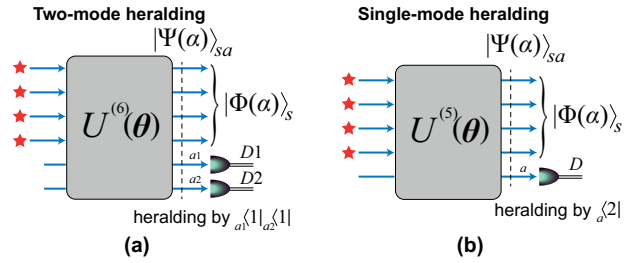 Two-mode heralding
|Ψ(α)⟩ₛₐ
U⁽⁶⁾(θ)
|Φ(α)⟩ₛ
a1
D1
a2
D2
heralding by ₐ₁⟨1|ₐ₂⟨1|
(a)
Single-mode heralding
|Ψ(α)⟩ₛₐ
U⁽⁵⁾(θ)
|Φ(α)⟩ₛ
a
D
heralding by ₐ⟨2|
(b)